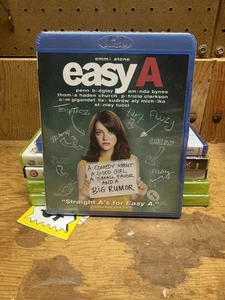 emma stone
easy A
penn badgley amanda bynes
thomas haden church patricia clarkson
cam gigandet lisa kudrow aly michalka
stanley tucci
A COMEDY ABOUT
A GOOD GIRL,
A SMALL FAVOR
AND A
BIG RUMOR.
"Straight A's for Easy A."